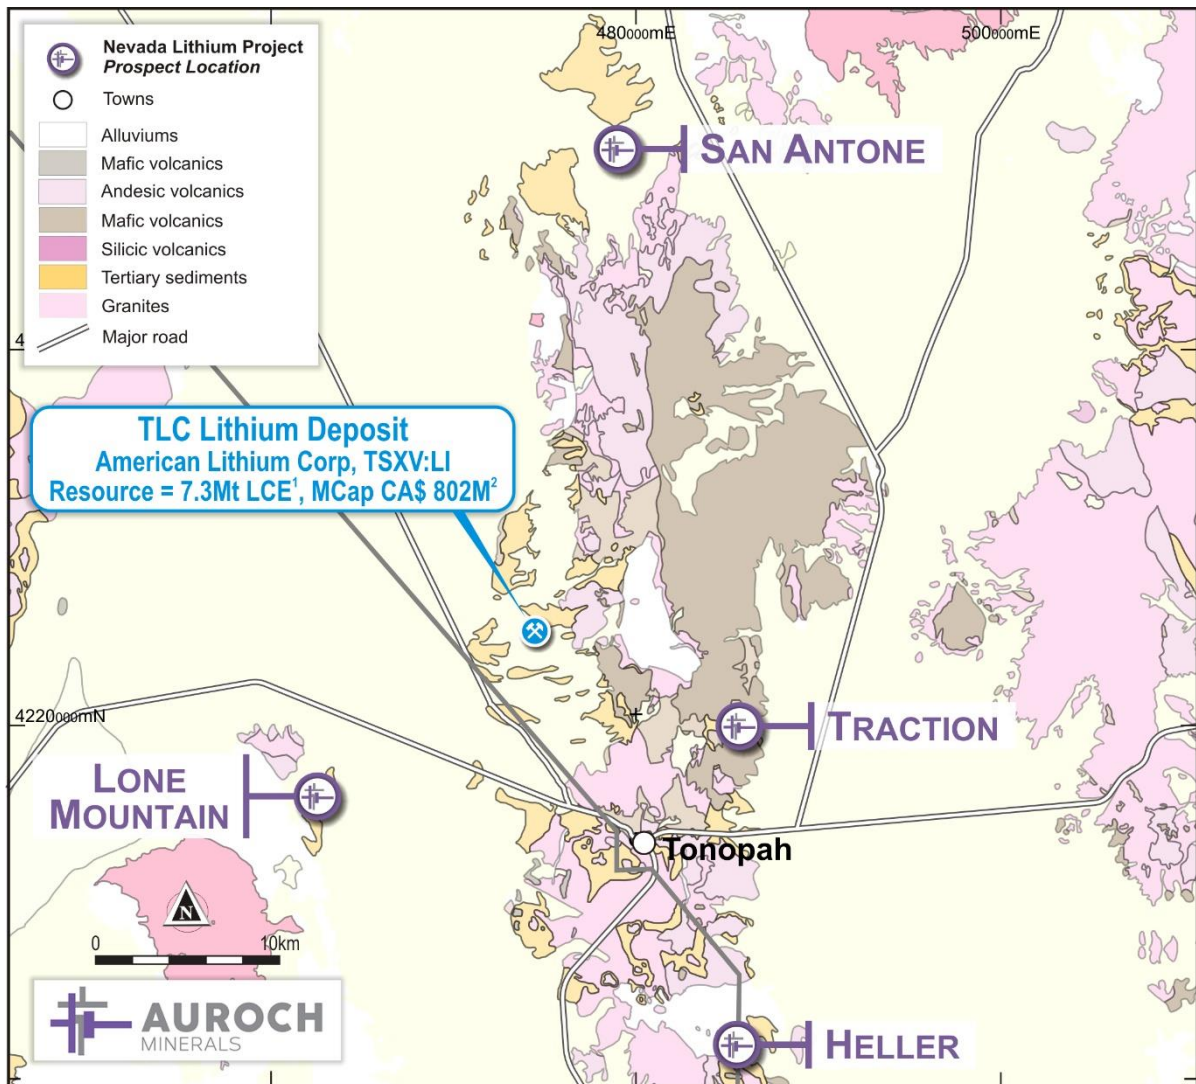 480000mE
500000mE
Nevada Lithium Project
Prospect Location
Towns
Alluviums
Mafic volcanics
Andesic volcanics
Mafic volcanics
Silicic volcanics
Tertiary sediments
Granites
Major road
SAN ANTONE
4
TLC Lithium Deposit
American Lithium Corp, TSXV:LI
Resource = 7.3Mt LCE¹, MCap CA$ 802M²
4220000mN
TRACTION
LONE
MOUNTAIN
Tonopah
N
0 10km
AUROCH
MINERALS
HELLER